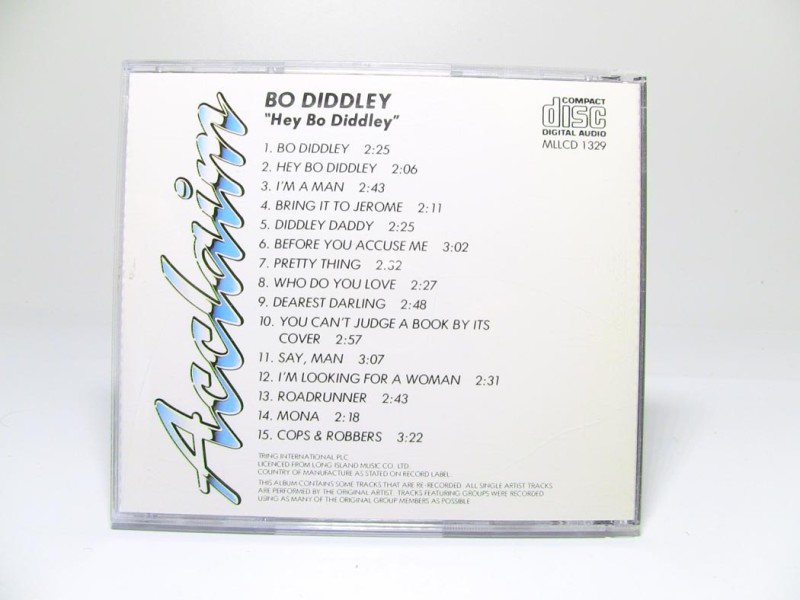 Acclaim
BO DIDDLEY
"Hey Bo Diddley"
COMPACT
disc
DIGITAL AUDIO
MLLCD 1329
1. BO DIDDLEY 2:25
2. HEY BO DIDDLEY 2:06
3. I'M A MAN 2:43
4. BRING IT TO JEROME 2:11
5. DIDDLEY DADDY 2:25
6. BEFORE YOU ACCUSE ME 3:02
7. PRETTY THING
8. WHO DO YOU LOVE 2:27
9. DEAREST DARLING 2:48
10. YOU CAN'T JUDGE A BOOK BY ITS
COVER 2:57
11. SAY, MAN 3:07
12. I'M LOOKING FOR A WOMAN 2:31
13. ROADRUNNER 2:43
14. MONA 2:18
15. COPS & ROBBERS 3:22
TRING INTERNATIONAL PLC
LICENCED FROM LONG ISLAND MUSIC CO. LTD.
COUNTRY OF MANUFACTURE AS STATED ON RECORD LABEL.
THIS ALBUM CONTAINS SOME TRACKS THAT ARE RE-RECORDED. ALL SINGLE ARTIST TRACKS
ARE PERFORMED BY THE ORIGINAL ARTIST. TRACKS FEATURING GROUPS WERE RECORDED
USING AS MANY OF THE ORIGINAL GROUP MEMBERS AS POSSIBLE